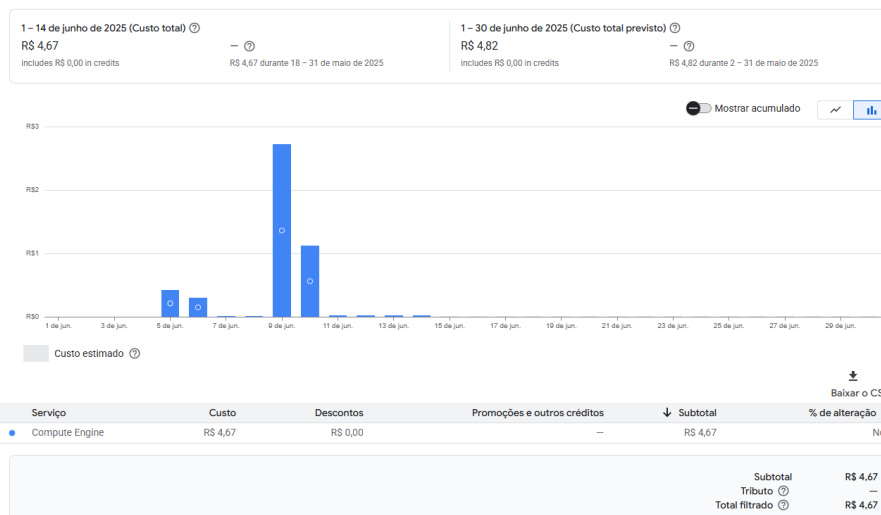 1 – 14 de junho de 2025 (Custo total)
R$ 4,67
—
includes R$ 0,00 in credits
R$ 4,67 durante 18 – 31 de maio de 2025
1 – 30 de junho de 2025 (Custo total previsto)
R$ 4,82
—
includes R$ 0,00 in credits
R$ 4,82 durante 2 – 31 de maio de 2025
Mostrar acumulado
R$3
R$2
R$1
R$0
1 de jun. 3 de jun. 5 de jun. 7 de jun. 9 de jun. 11 de jun. 13 de jun. 15 de jun. 17 de jun. 19 de jun. 21 de jun. 23 de jun. 25 de jun. 27 de jun. 29 de jun.
Custo estimado
Baixar o CS
Serviço Custo Descontos Promoções e outros créditos Subtotal % de alteração
Compute Engine R$ 4,67 R$ 0,00 — R$ 4,67
Subtotal R$ 4,67
Tributo —
Total filtrado R$ 4,67